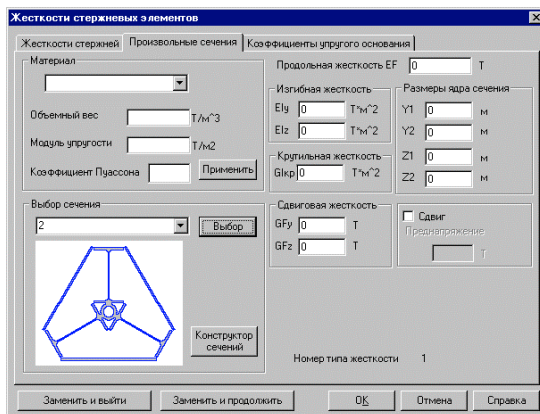 Жесткости стержневых элементов
Жесткости стержней Произвольные сечения Коэффициенты упругого основания
Материал
Продольная жесткость EF 0 Т
Объемный вес Т/м^3
Модуль упругости Т/м2
Коэффициент Пуассона Применить
Изгибная жесткость
EIy 0 Т*м^2
EIz 0 Т*м^2
Размеры ядра сечения
Y1 0 м
Y2 0 м
Z1 0 м
Z2 0 м
Крутильная жесткость
GIкр 0 Т*м^2
Выбор сечения
2 Выбор
Конструктор
сечений
Сдвиговая жесткость
GFy 0 Т
GFz 0 Т
Сдвиг
Преднапряжение
Т
Номер типа жесткости 1
Заменить и выйти Заменить и продолжить OK Отмена Справка